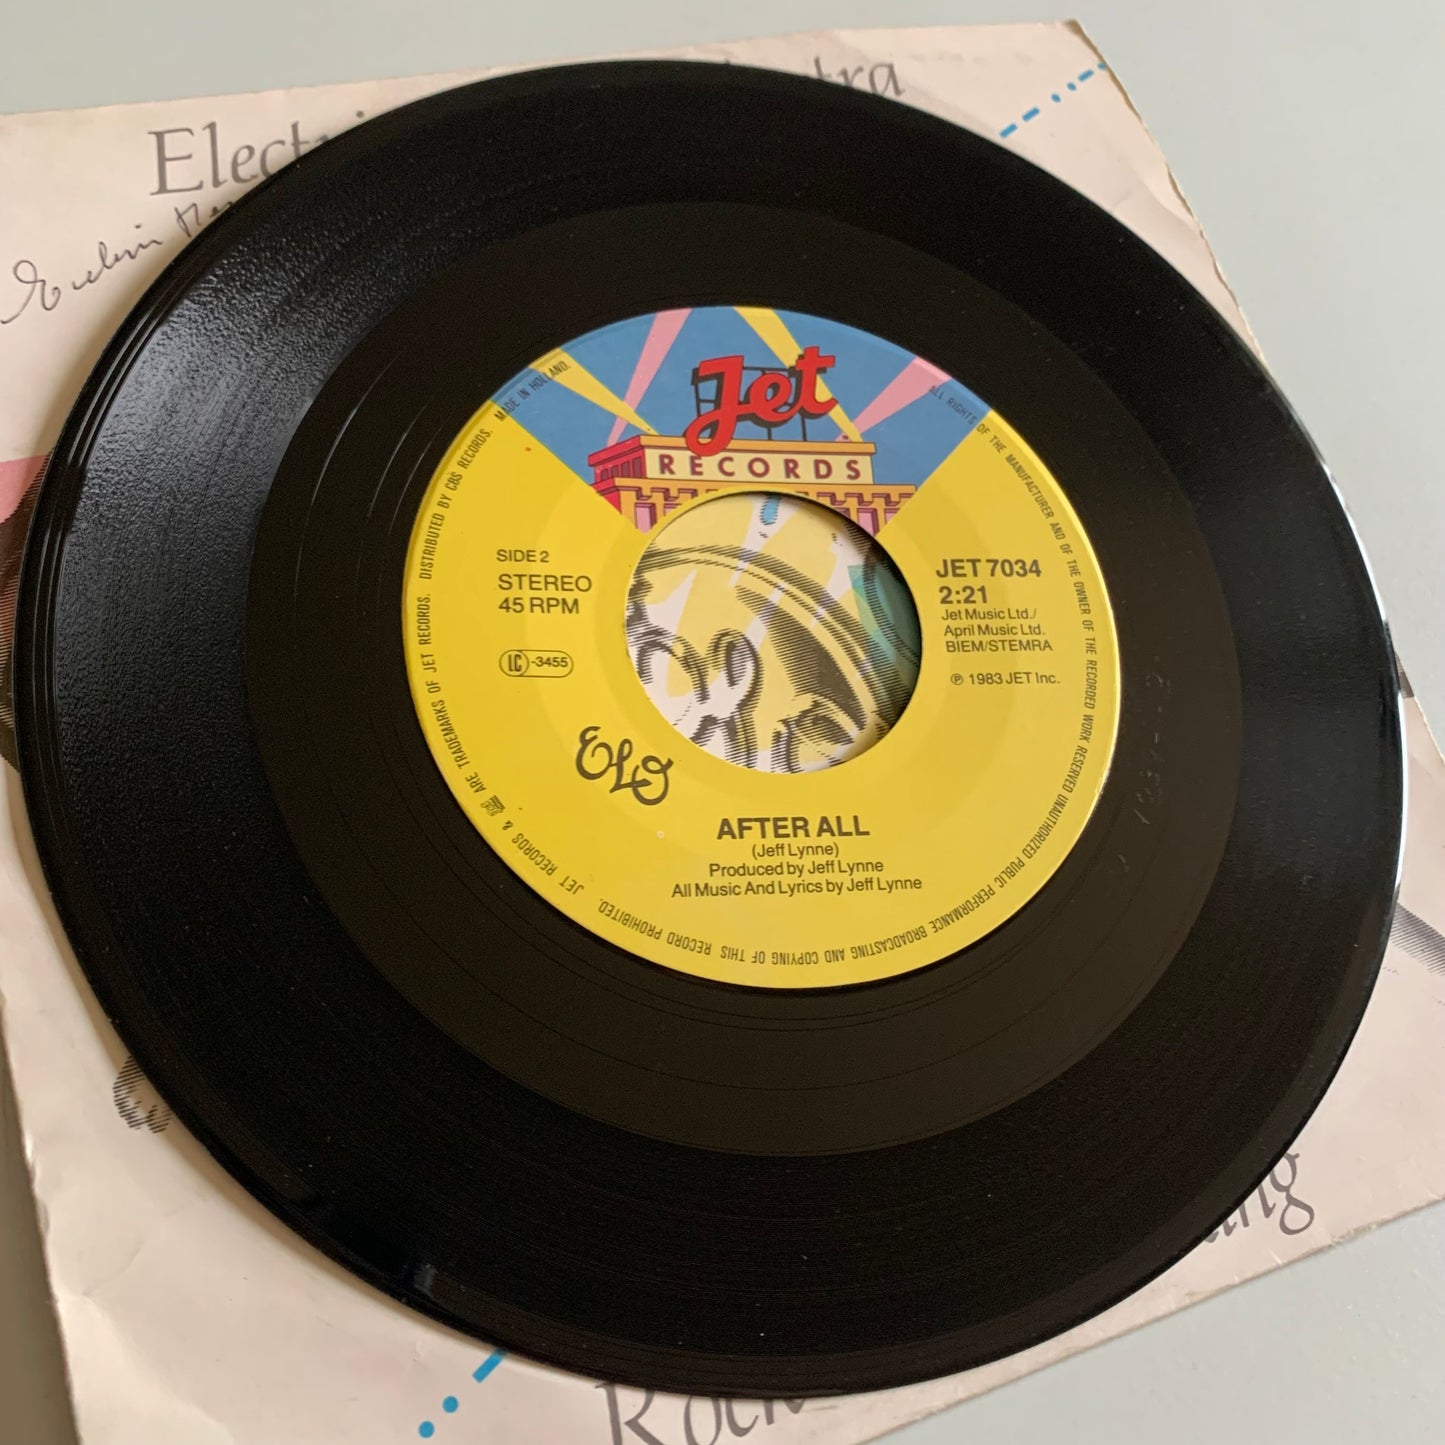 Jet
RECORDS
SIDE 2
STEREO
45 RPM
LC -3455
JET 7034
2:21
Jet Music Ltd./
April Music Ltd.
BIEM/STEMRA
℗ 1983 JET Inc.
ELO
AFTER ALL
(Jeff Lynne)
Produced by Jeff Lynne
All Music And Lyrics by Jeff Lynne
JET RECORDS & JET ARE TRADEMARKS OF JET RECORDS. DISTRIBUTED BY CBS RECORDS. MADE IN HOLLAND.
ALL RIGHTS OF THE MANUFACTURER AND OF THE OWNER OF THE RECORDED WORK RESERVED UNAUTHORIZED PUBLIC PERFORMANCE BROADCASTING AND COPYING OF THIS RECORD PROHIBITED.